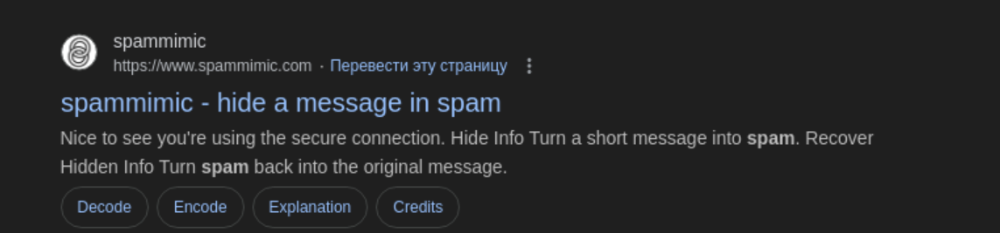 spammimic
https://www.spammimic.com · Перевести эту страницу
spammimic - hide a message in spam
Nice to see you're using the secure connection. Hide Info Turn a short message into spam. Recover
Hidden Info Turn spam back into the original message.
Decode Encode Explanation Credits